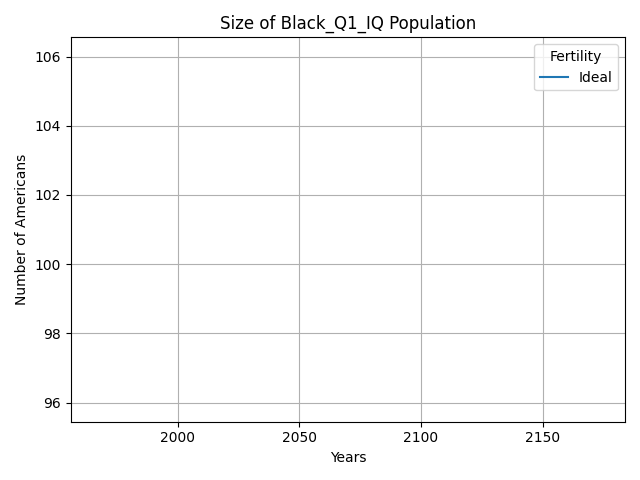 Size of Black_Q1_IQ Population
Fertility
Ideal
Number of Americans
106
104
102
100
98
96
2000 2050 2100 2150
Years